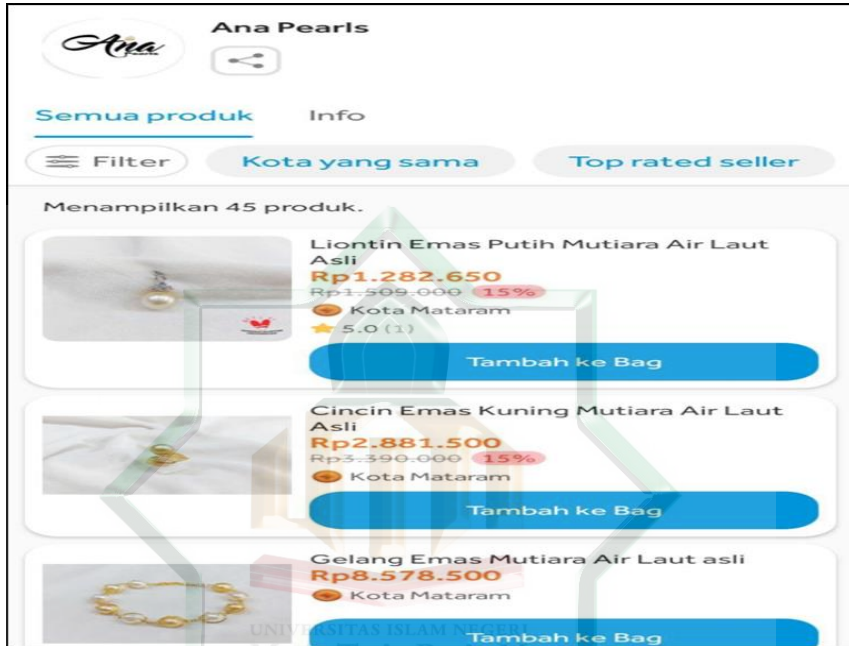 Ana
Pearls
Ana Pearls
Semua produk
Info
Filter
Kota yang sama
Top rated seller
Menampilkan 45 produk.
Liontin Emas Putih Mutiara Air Laut
Asli
Rp1.282.650
Rp1.509.000 15%
Kota Mataram
5.0 (1)
Tambah ke Bag
Cincin Emas Kuning Mutiara Air Laut
Asli
Rp2.881.500
Rp3.390.000 15%
Kota Mataram
Tambah ke Bag
Gelang Emas Mutiara Air Laut asli
Rp8.578.500
Kota Mataram
UNIVERSITAS ISLAM NEGERI
Tambah ke Bag